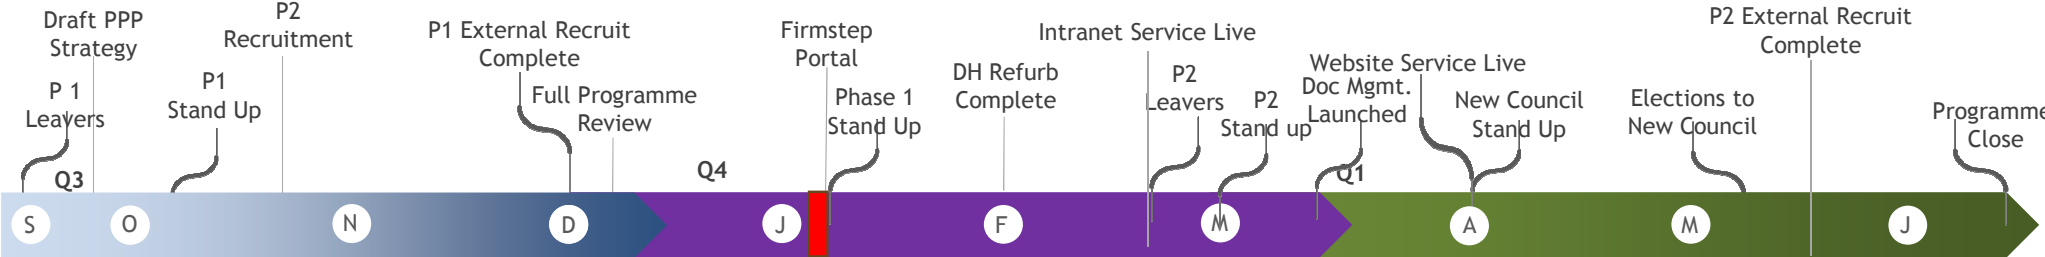 Draft PPP
Strategy
P 1
Leavers
P1
Stand Up
P2
Recruitment
P1 External Recruit
Complete
Full Programme
Review
Firmstep
Portal
Phase 1
Stand Up
DH Refurb
Complete
Intranet Service Live
P2
Leavers
P2
Stand up
Website Service Live
Doc Mgmt.
Launched
New Council
Stand Up
Elections to
New Council
P2 External Recruit
Complete
Programme
Close
Q3
Q4
Q1
S
O
N
D
J
F
M
A
M
J